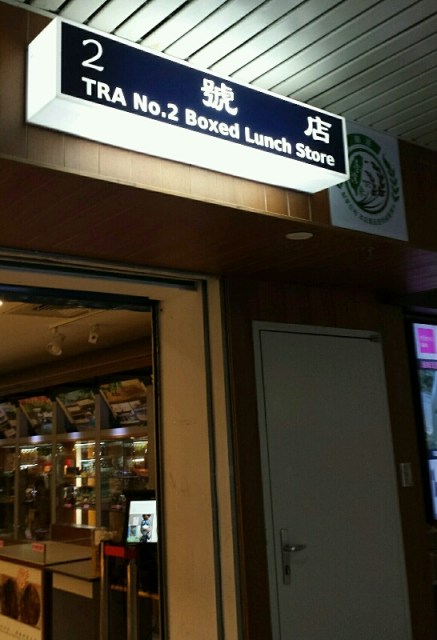 2 號 店
TRA No.2 Boxed Lunch Store